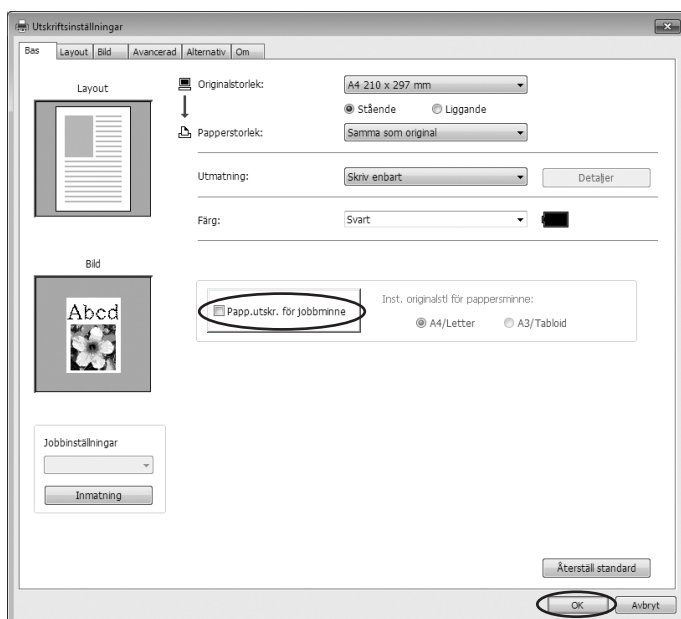 Utskriftsinställningar
Bas Layout Bild Avancerad Alternativ Om
Layout
Originalstorlek: A4 210 x 297 mm
Stående Liggande
Papperstorlek: Samma som original
Utmatning: Skriv enbart Detaljer
Färg: Svart
Bild
Abcd
Papp.utskr. för jobbminne
Inst. originalstl för pappersminne:
A4/Letter A3/Tabloid
Jobbinställningar
Inmatning
Återställ standard
OK Avbryt